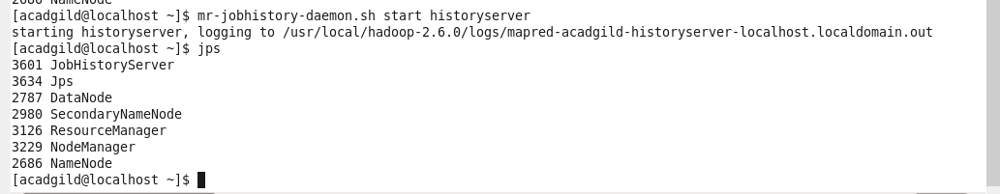 2686 NameNode
[acadgild@localhost ~]$ mr-jobhistory-daemon.sh start historyserver
starting historyserver, logging to /usr/local/hadoop-2.6.0/logs/mapred-acadgild-historyserver-localhost.localdomain.out
[acadgild@localhost ~]$ jps
3601 JobHistoryServer
3634 Jps
2787 DataNode
2980 SecondaryNameNode
3126 ResourceManager
3229 NodeManager
2686 NameNode
[acadgild@localhost ~]$